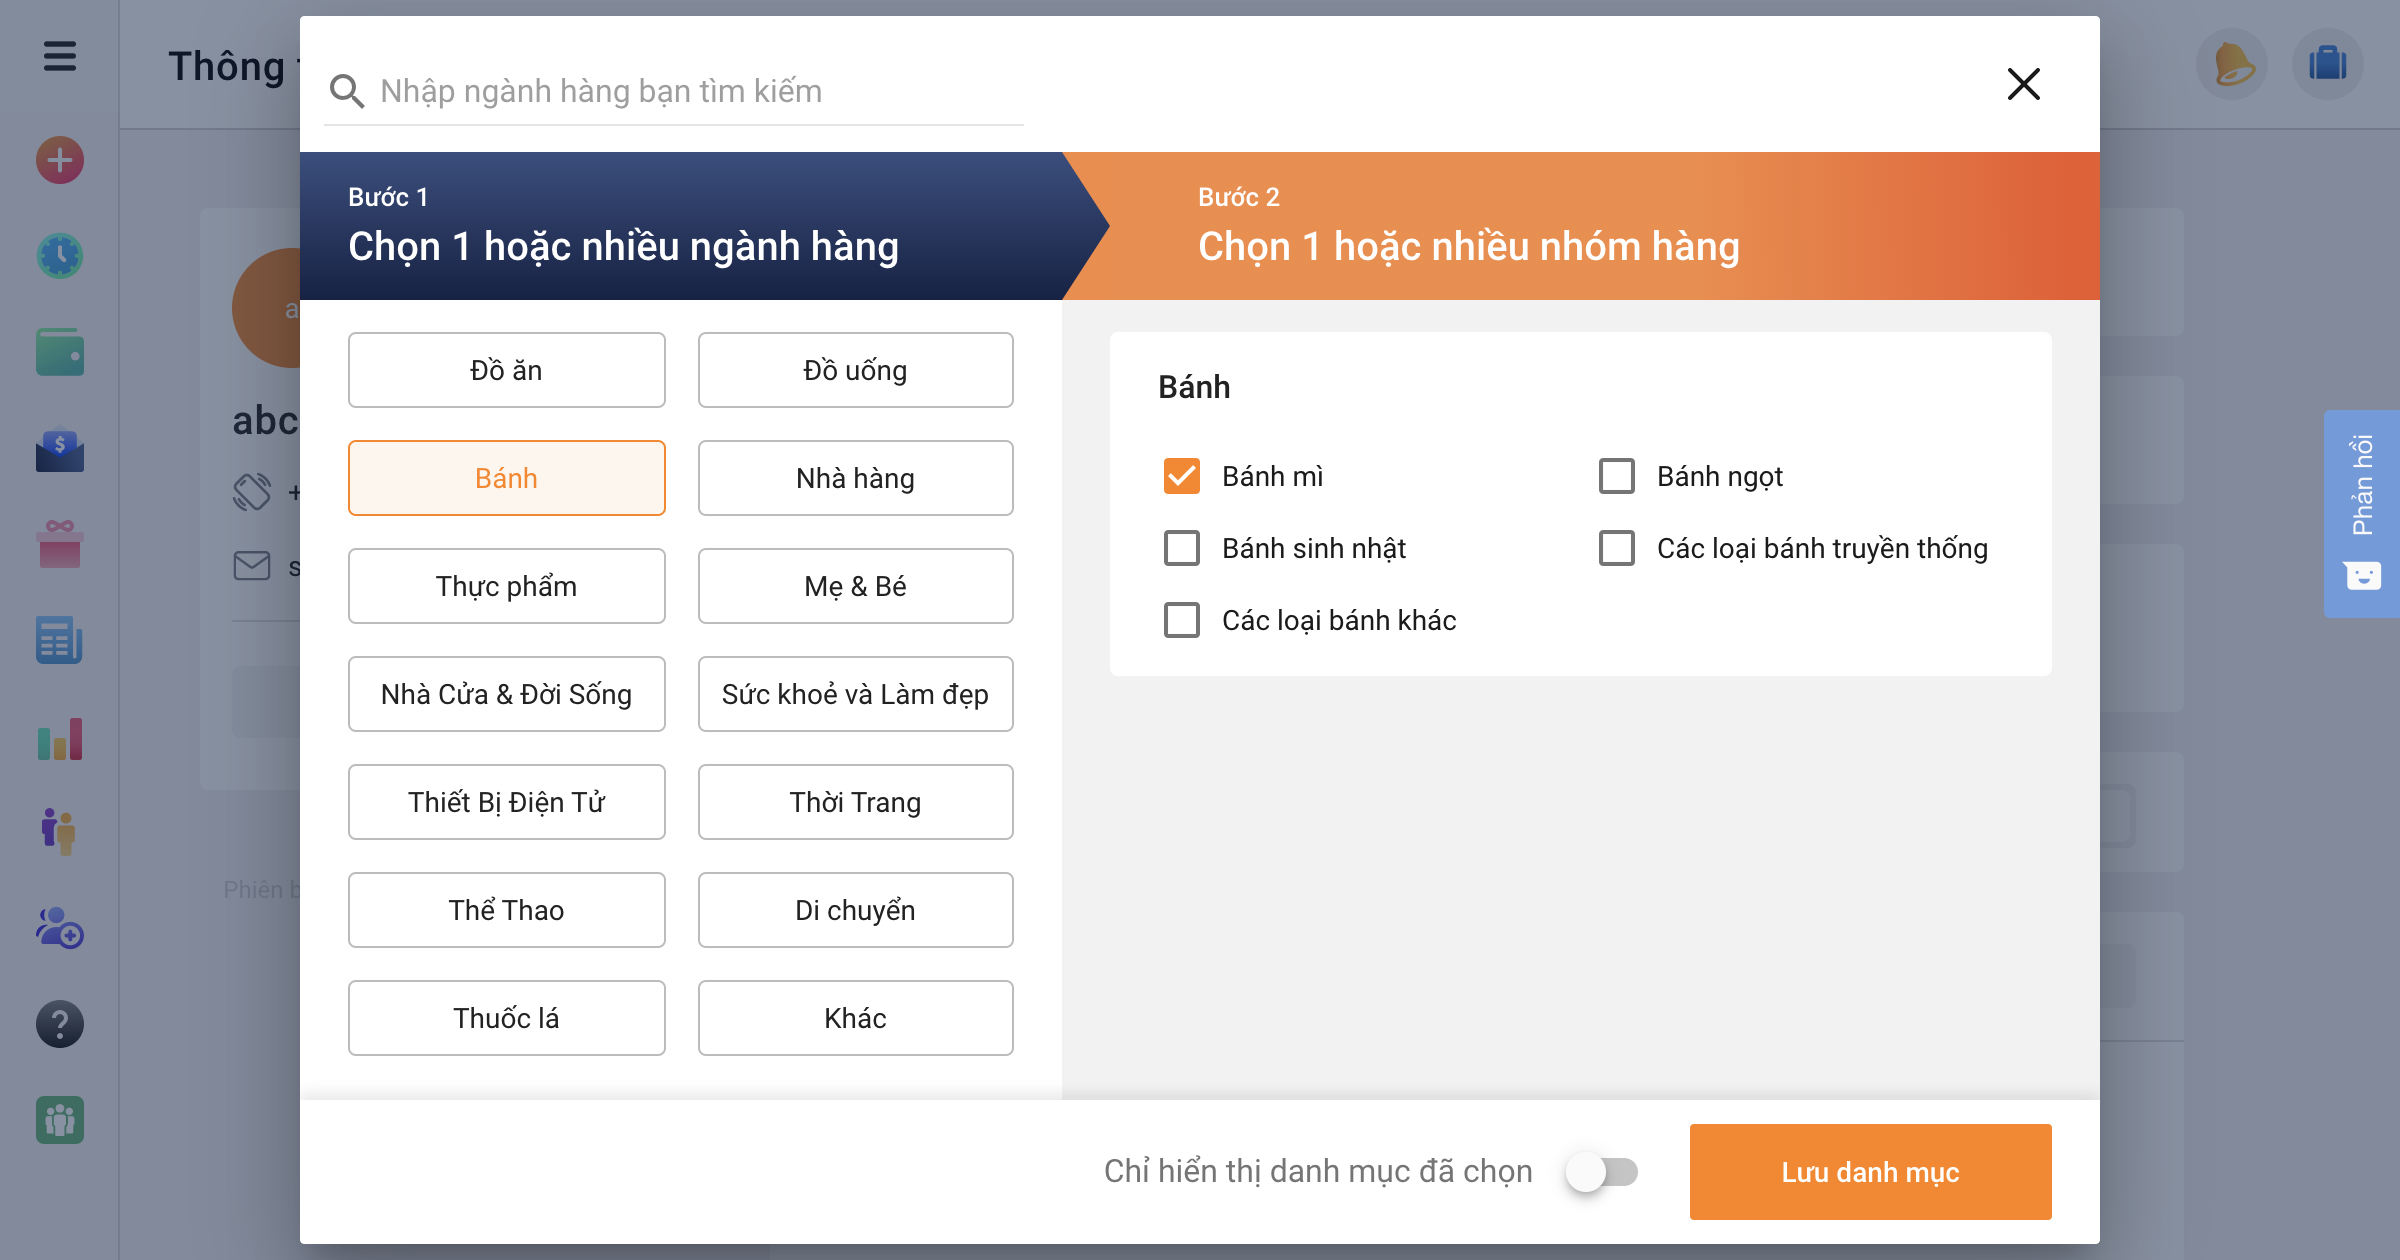 Thông
Nhập ngành hàng bạn tìm kiếm
Bước 1
Chọn 1 hoặc nhiều ngành hàng
Bước 2
Chọn 1 hoặc nhiều nhóm hàng
Đồ ăn
Đồ uống
Bánh
Nhà hàng
Thực phẩm
Mẹ & Bé
Nhà Cửa & Đời Sống
Sức khoẻ và Làm đẹp
Thiết Bị Điện Tử
Thời Trang
Thể Thao
Di chuyển
Thuốc lá
Khác
Bánh
Bánh mì
Bánh ngọt
Bánh sinh nhật
Các loại bánh truyền thống
Các loại bánh khác
abc
Phiên
Phản hồi
Chỉ hiển thị danh mục đã chọn
Lưu danh mục